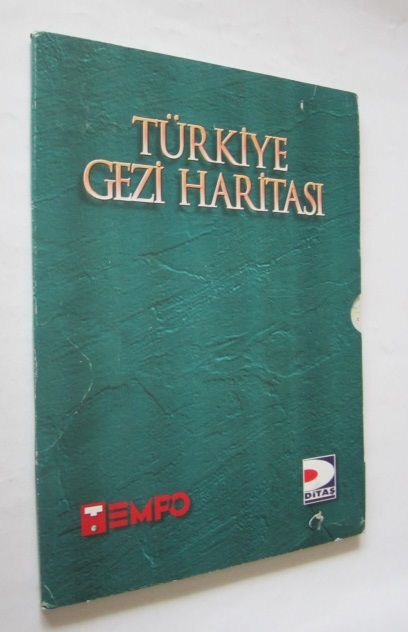 TÜRKİYE
GEZİ HARİTASI
TEMPO
DİTAŞ